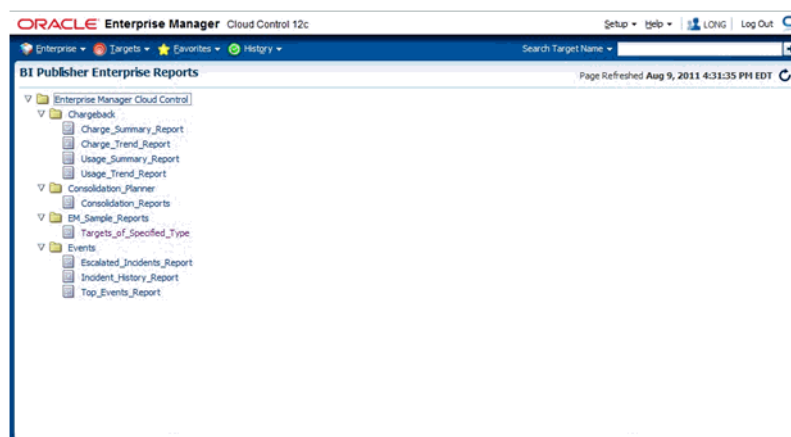 ORACLE Enterprise Manager Cloud Control 12c Setup Help LONG Log Out
Enterprise Targets Favorites History Search Target Name
BI Publisher Enterprise Reports Page Refreshed Aug 9, 2011 4:31:35 PM EDT
Enterprise Manager Cloud Control
Chargeback
Charge_Summary_Report
Charge_Trend_Report
Usage_Summary_Report
Usage_Trend_Report
Consolidation_Planner
Consolidation_Reports
EM_Sample_Reports
Targets_of_Specified_Type
Events
Escalated_Incidents_Report
Incident_History_Report
Top_Events_Report